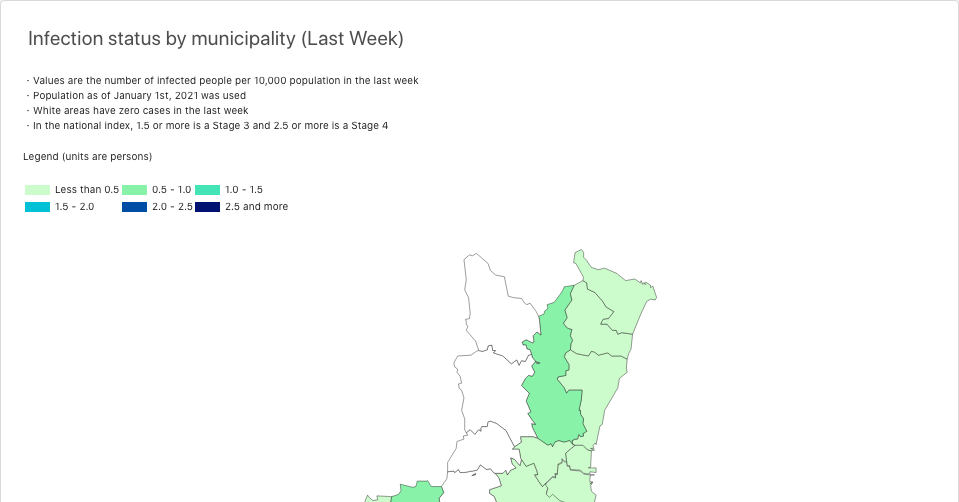 Infection status by municipality (Last Week)
· Values are the number of infected people per 10,000 population in the last week
· Population as of January 1st, 2021 was used
· White areas have zero cases in the last week
· In the national index, 1.5 or more is a Stage 3 and 2.5 or more is a Stage 4
Legend (units are persons)
Less than 0.5 0.5 - 1.0 1.0 - 1.5
1.5 - 2.0 2.0 - 2.5 2.5 and more